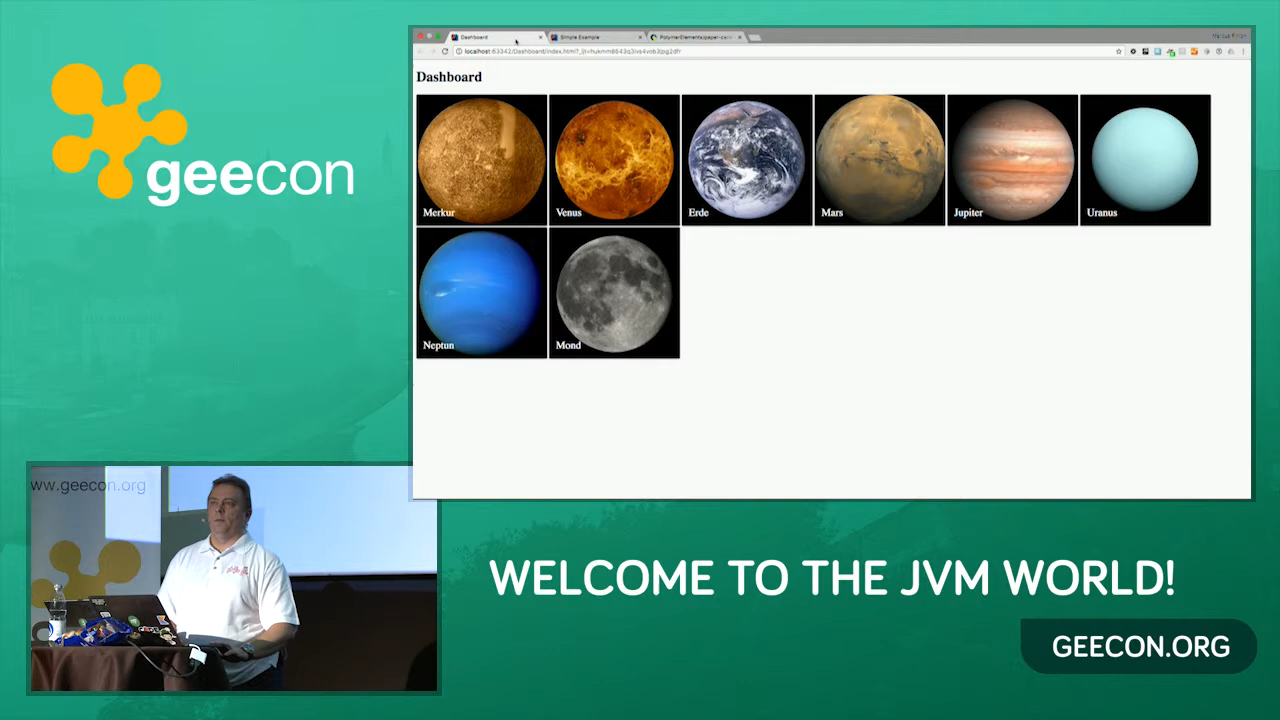 geecon
Dashboard
Simple Example
Dashboard
Merkur
Venus
Erde
Mars
Jupiter
Uranus
Neptun
Mond
ww.geecon.org
WELCOME TO THE JVM WORLD!
GEECON.ORG